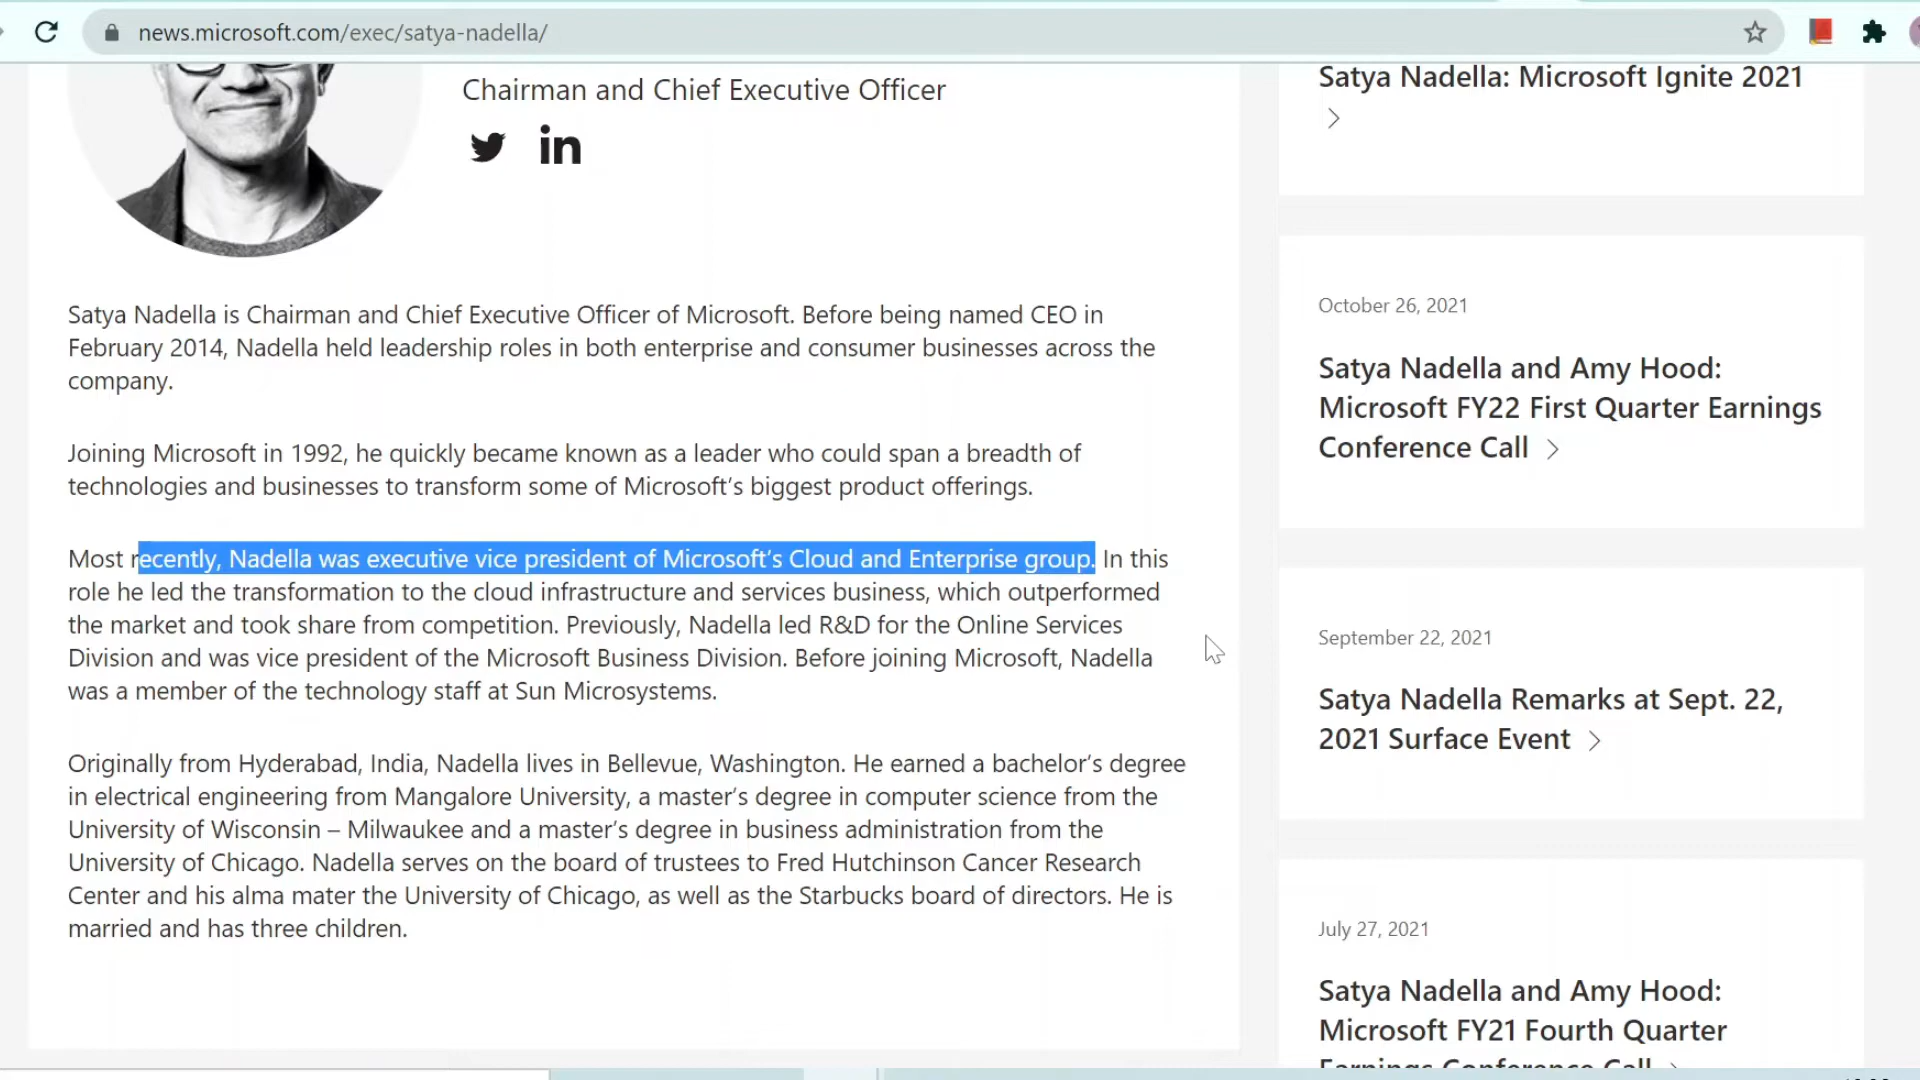 news.microsoft.com/exec/satya-nadella/
Chairman and Chief Executive Officer
in
Satya Nadella is Chairman and Chief Executive Officer of Microsoft. Before being named CEO in
February 2014, Nadella held leadership roles in both enterprise and consumer businesses across the
company.
Joining Microsoft in 1992, he quickly became known as a leader who could span a breadth of
technologies and businesses to transform some of Microsoft’s biggest product offerings.
Most recently, Nadella was executive vice president of Microsoft’s Cloud and Enterprise group. In this
role he led the transformation to the cloud infrastructure and services business, which outperformed
the market and took share from competition. Previously, Nadella led R&D for the Online Services
Division and was vice president of the Microsoft Business Division. Before joining Microsoft, Nadella
was a member of the technology staff at Sun Microsystems.
Originally from Hyderabad, India, Nadella lives in Bellevue, Washington. He earned a bachelor’s degree
in electrical engineering from Mangalore University, a master’s degree in computer science from the
University of Wisconsin – Milwaukee and a master’s degree in business administration from the
University of Chicago. Nadella serves on the board of trustees to Fred Hutchinson Cancer Research
Center and his alma mater the University of Chicago, as well as the Starbucks board of directors. He is
married and has three children.
Satya Nadella: Microsoft Ignite 2021
October 26, 2021
Satya Nadella and Amy Hood:
Microsoft FY22 First Quarter Earnings
Conference Call
September 22, 2021
Satya Nadella Remarks at Sept. 22,
2021 Surface Event
July 27, 2021
Satya Nadella and Amy Hood:
Microsoft FY21 Fourth Quarter
Earnings Conference Call